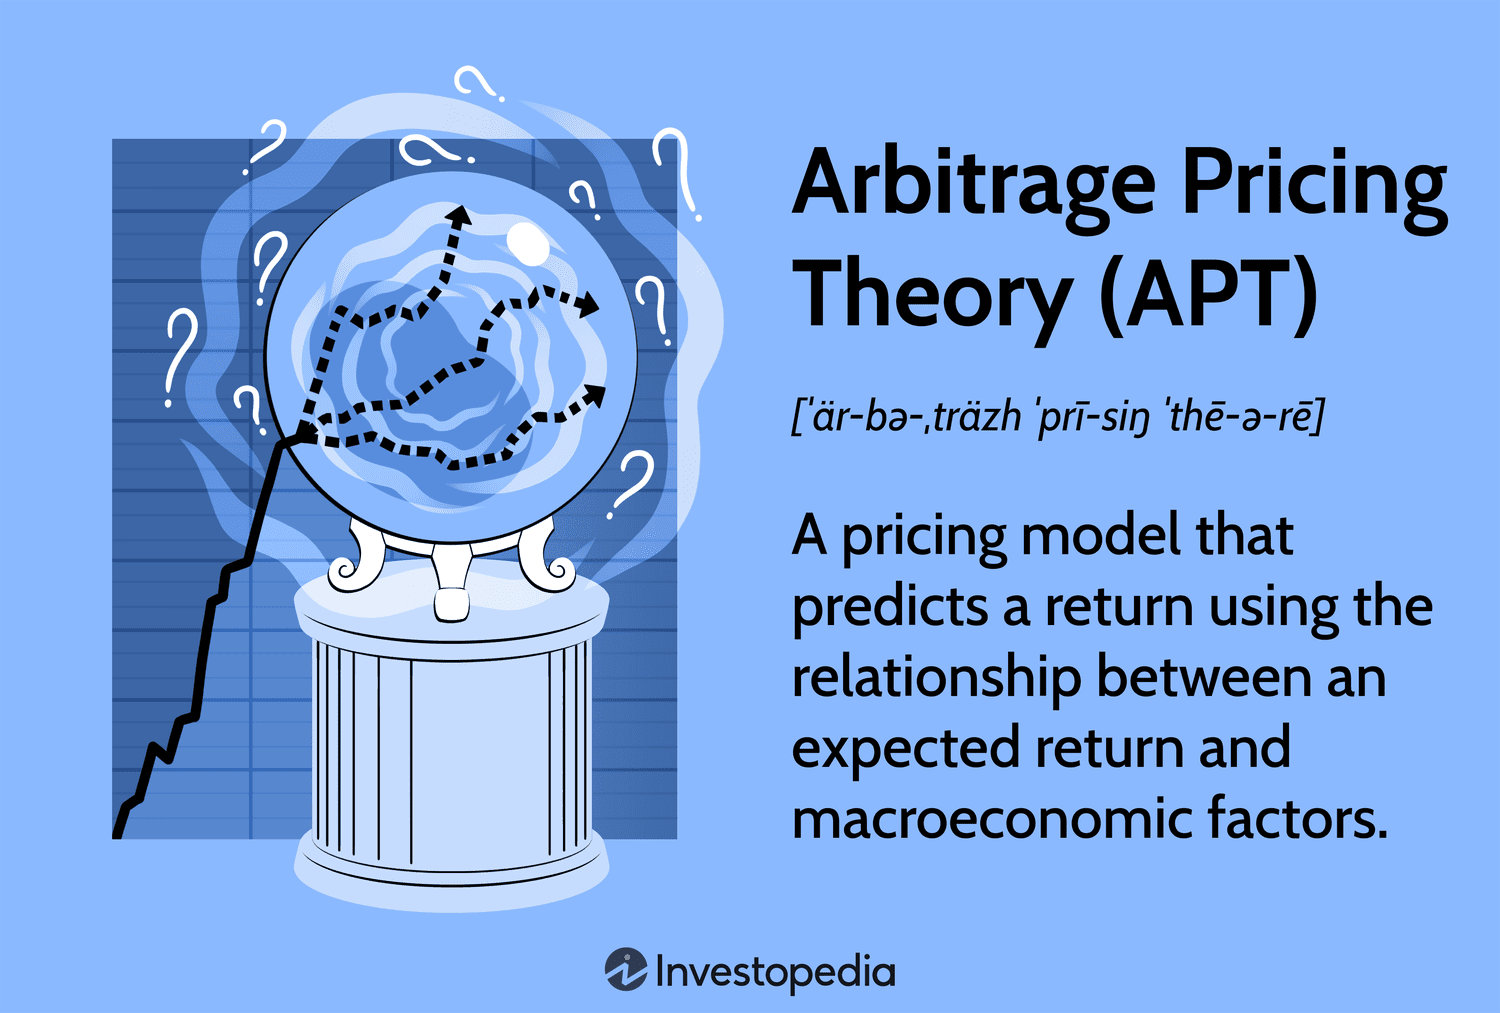 Arbitrage Pricing
Theory (APT)
[ˈär-bə-ˌträzh ˈprī-siŋ ˈthē-ə-rē]
A pricing model that
predicts a return using the
relationship between an
expected return and
macroeconomic factors.
Investopedia